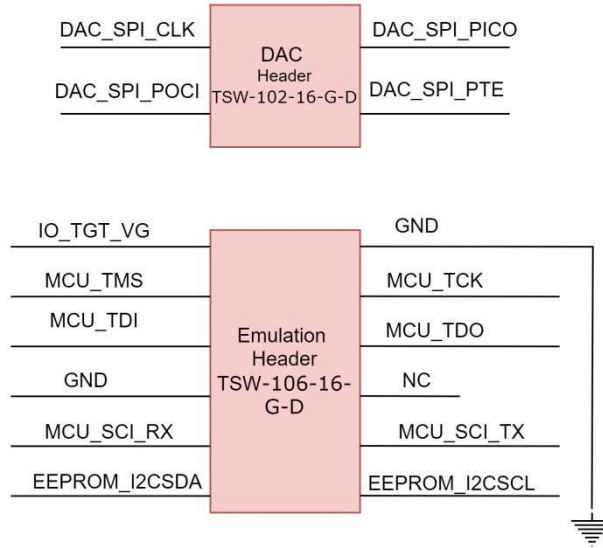 DAC_SPI_CLK
DAC_SPI_POCI
DAC
Header
TSW-102-16-G-D
DAC_SPI_PICO
DAC_SPI_PTE
IO_TGT_VG
MCU_TMS
MCU_TDI
GND
MCU_SCI_RX
EEPROM_I2CSDA
Emulation
Header
TSW-106-16-
G-D
GND
MCU_TCK
MCU_TDO
NC
MCU_SCI_TX
EEPROM_I2CSCL